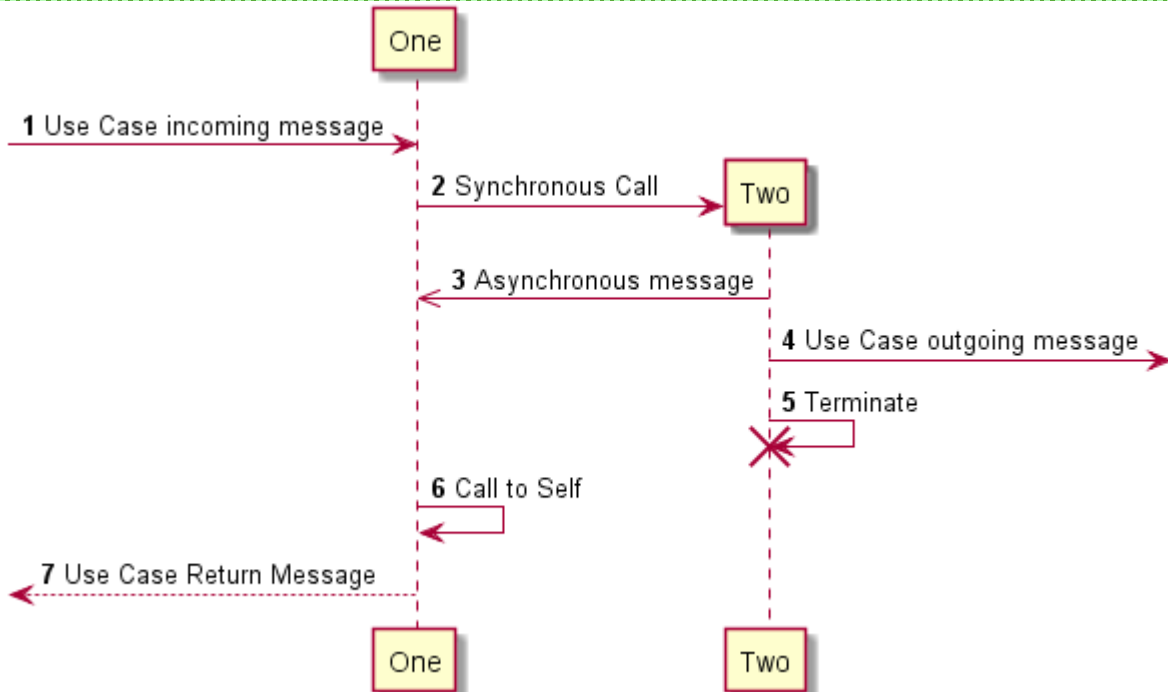 One
1 Use Case incoming message
2 Synchronous Call
Two
3 Asynchronous message
4 Use Case outgoing message
5 Terminate
6 Call to Self
7 Use Case Return Message
One
Two